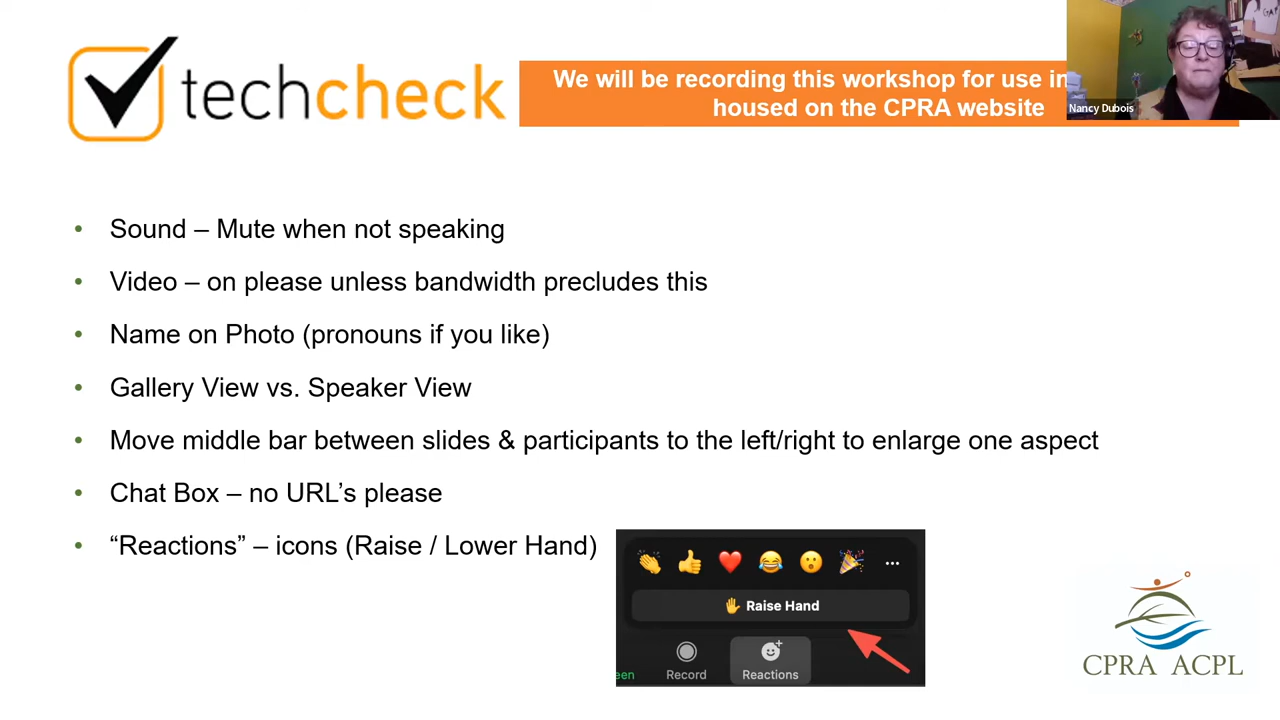 techcheck
We will be recording this workshop for use in
housed on the CPRA website
Nancy Dubois
• Sound – Mute when not speaking
• Video – on please unless bandwidth precludes this
• Name on Photo (pronouns if you like)
• Gallery View vs. Speaker View
• Move middle bar between slides & participants to the left/right to enlarge one aspect
• Chat Box – no URL’s please
• “Reactions” – icons (Raise / Lower Hand)
Raise Hand
Record
Reactions
CPRA ACPL